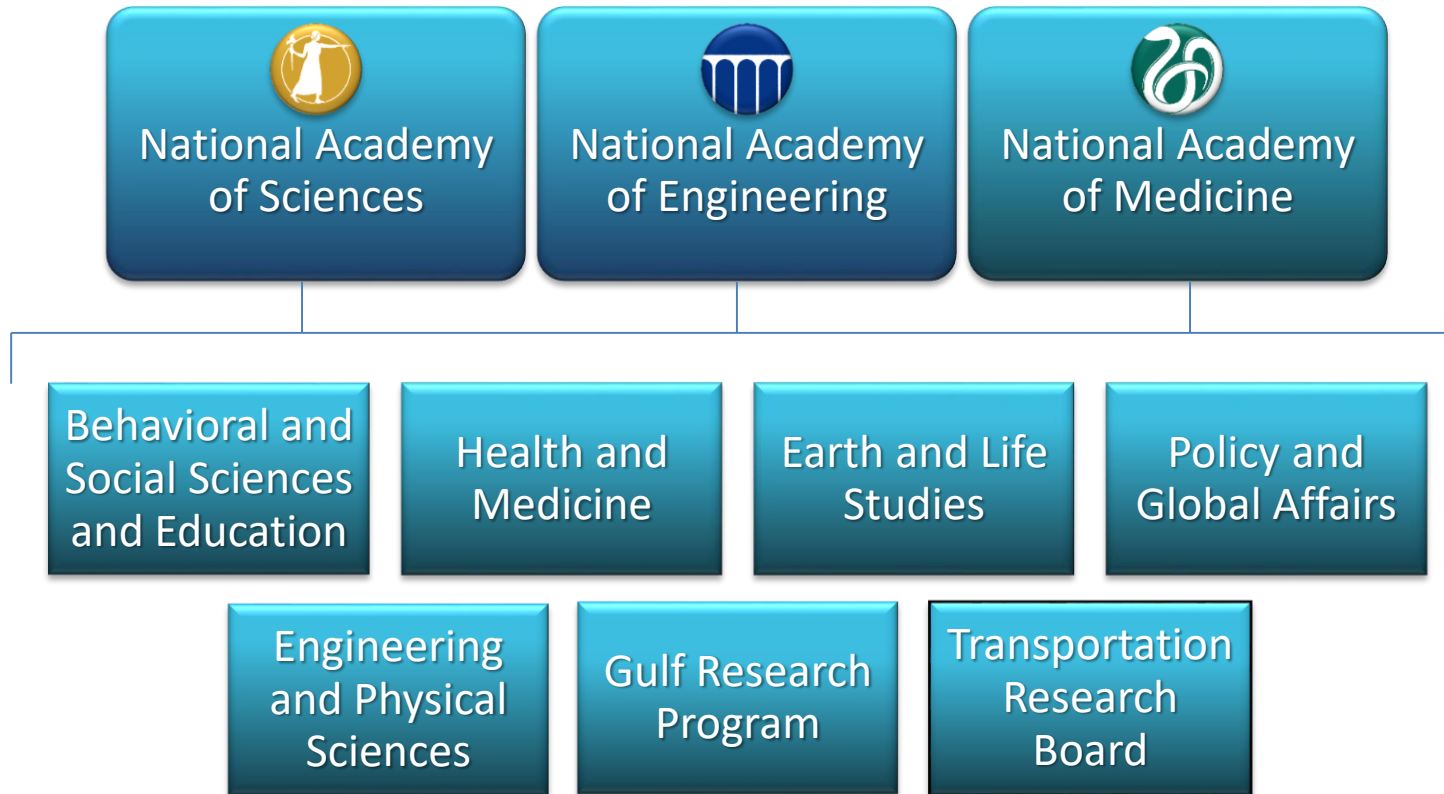 National Academy
of Sciences
National Academy
of Engineering
National Academy
of Medicine
Behavioral and
Social Sciences
and Education
Health and
Medicine
Earth and Life
Studies
Policy and
Global Affairs
Engineering
and Physical
Sciences
Gulf Research
Program
Transportation
Research
Board